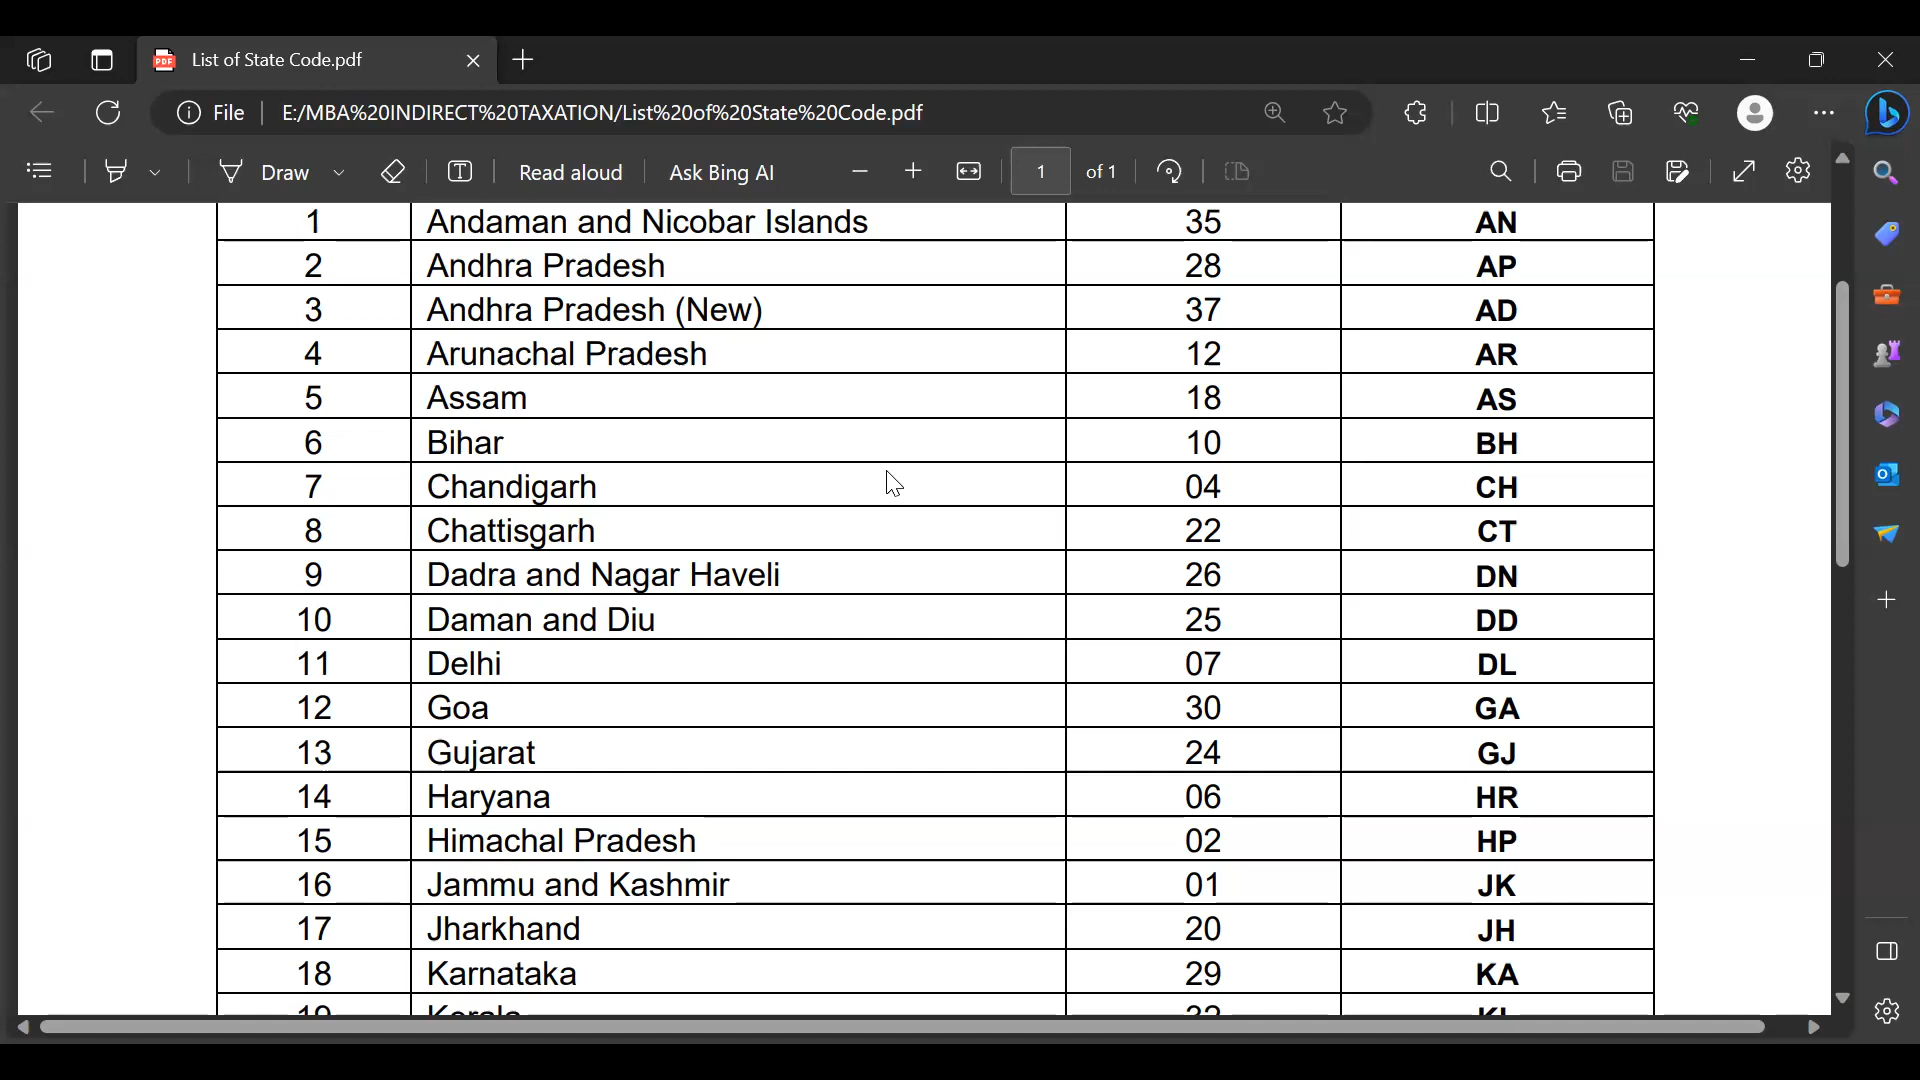 List of State Code.pdf
File E:/MBA%20INDIRECT%20TAXATION/List%20of%20State%20Code.pdf
Draw Read aloud Ask Bing AI 1 of 1
1 Andaman and Nicobar Islands 35 AN
2 Andhra Pradesh 28 AP
3 Andhra Pradesh (New) 37 AD
4 Arunachal Pradesh 12 AR
5 Assam 18 AS
6 Bihar 10 BH
7 Chandigarh 04 CH
8 Chattisgarh 22 CT
9 Dadra and Nagar Haveli 26 DN
10 Daman and Diu 25 DD
11 Delhi 07 DL
12 Goa 30 GA
13 Gujarat 24 GJ
14 Haryana 06 HR
15 Himachal Pradesh 02 HP
16 Jammu and Kashmir 01 JK
17 Jharkhand 20 JH
18 Karnataka 29 KA
19 Kerala 32 KL